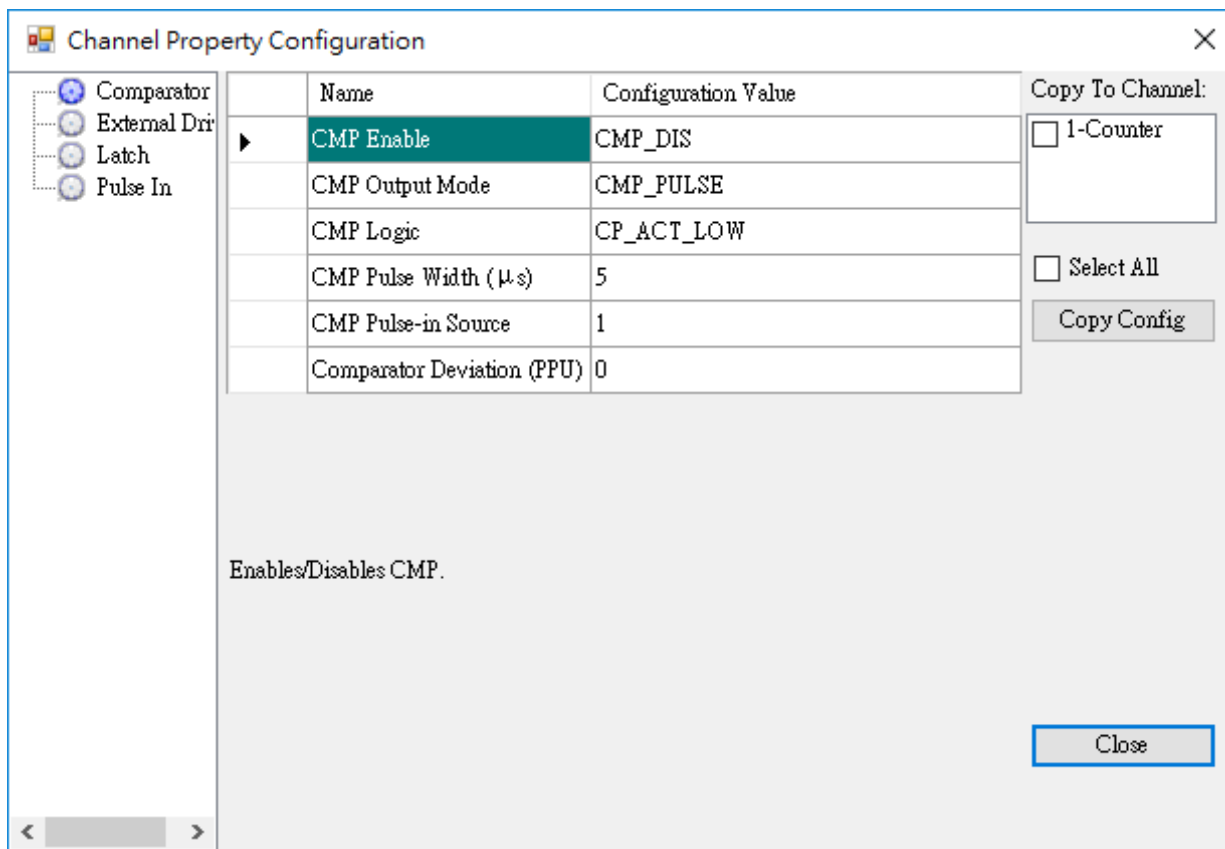 Channel Property Configuration
Comparator
External Dri
Latch
Pulse In
Name Configuration Value
CMP Enable CMP_DIS
CMP Output Mode CMP_PULSE
CMP Logic CP_ACT_LOW
CMP Pulse Width (μs) 5
CMP Pulse-in Source 1
Comparator Deviation (PPU) 0
Enables/Disables CMP.
Copy To Channel:
1-Counter
Select All
Copy Config
Close